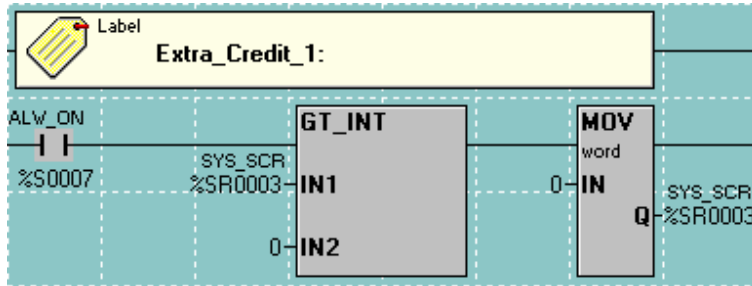 Label
Extra_Credit_1:
ALW_ON
%S0007
GT_INT
SYS_SCR
%SR0003
IN1
0
IN2
MOV
word
0
IN
Q
SYS_SCR
%SR0003